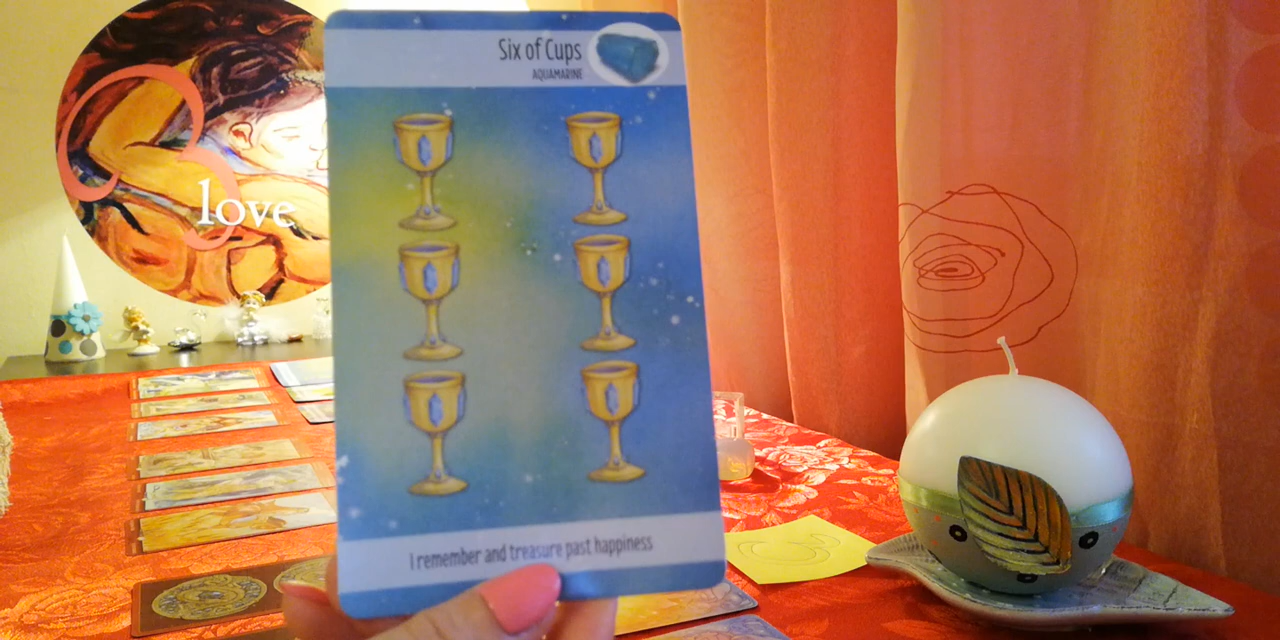 love
Six of Cups
AQUAMARINE
I remember and treasure past happiness